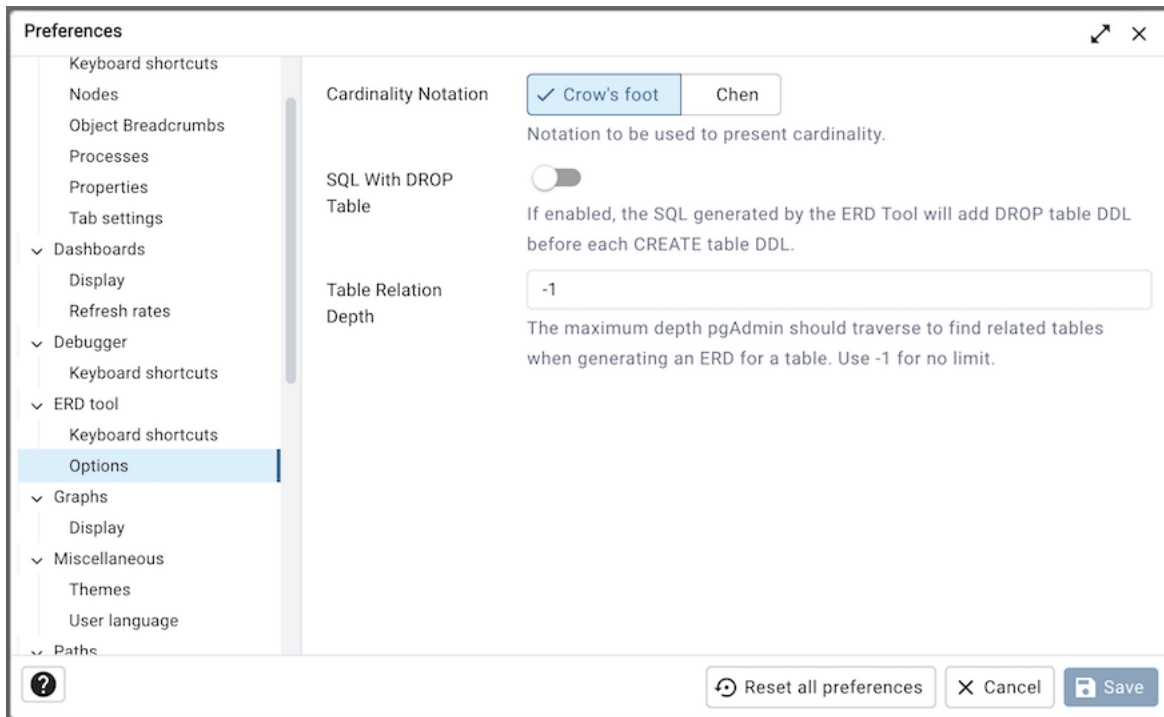 Preferences
Keyboard shortcuts
Nodes
Object Breadcrumbs
Processes
Properties
Tab settings
Dashboards
Display
Refresh rates
Debugger
Keyboard shortcuts
ERD tool
Keyboard shortcuts
Options
Graphs
Display
Miscellaneous
Themes
User language
Paths
Cardinality Notation
Crow's foot
Chen
Notation to be used to present cardinality.
SQL With DROP
Table
If enabled, the SQL generated by the ERD Tool will add DROP table DDL
before each CREATE table DDL.
Table Relation
Depth
-1
The maximum depth pgAdmin should traverse to find related tables
when generating an ERD for a table. Use -1 for no limit.
?
Reset all preferences
Cancel
Save